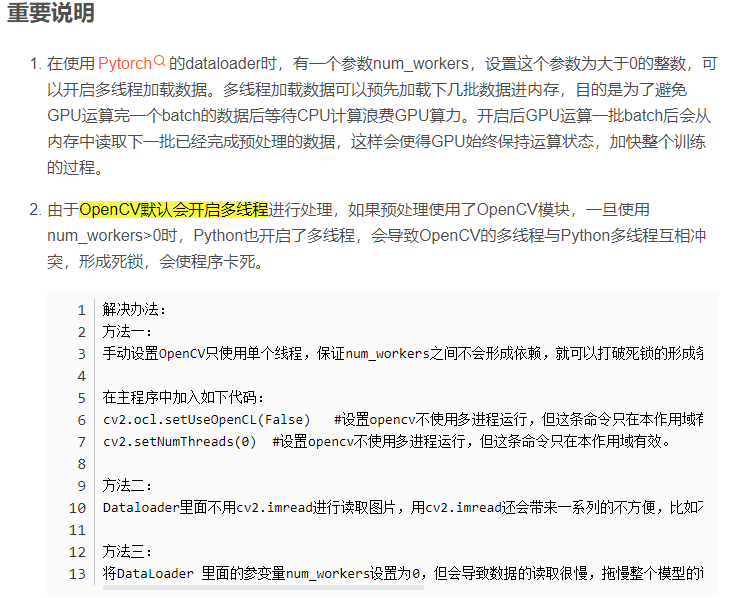 重要说明
1. 在使用 Pytorch 的dataloader时，有一个参数num_workers，设置这个参数为大于0的整数，可
以开启多线程加载数据。多线程加载数据可以预先加载下几批数据进内存，目的是为了避免
GPU运算完一个batch的数据后等待CPU计算浪费GPU算力。开启后GPU运算一批batch后会从
内存中读取下一批已经完成预处理的数据，这样会使得GPU始终保持运算状态，加快整个训练
的过程。
2. 由于OpenCV默认会开启多线程进行处理，如果预处理使用了OpenCV模块，一旦使用
num_workers>0时，Python也开启了多线程，会导致OpenCV的多线程与Python多线程互相冲
突，形成死锁，会使程序卡死。
1 解决办法：
2 方法一：
3 手动设置OpenCV只使用单个线程，保证num_workers之间不会形成依赖，就可以打破死锁的形成条
4
5 在主程序中加入如下代码：
6 cv2.ocl.setUseOpenCL(False)   #设置opencv不使用多进程运行，但这条命令只在本作用域有
7 cv2.setNumThreads(0)  #设置opencv不使用多进程运行，但这条命令只在本作用域有效。
8
9 方法二：
10 Dataloader里面不用cv2.imread进行读取图片，用cv2.imread还会带来一系列的不方便，比如不
11
12 方法三：
13 将DataLoader 里面的参变量num_workers设置为0，但会导致数据的读取很慢，拖慢整个模型的